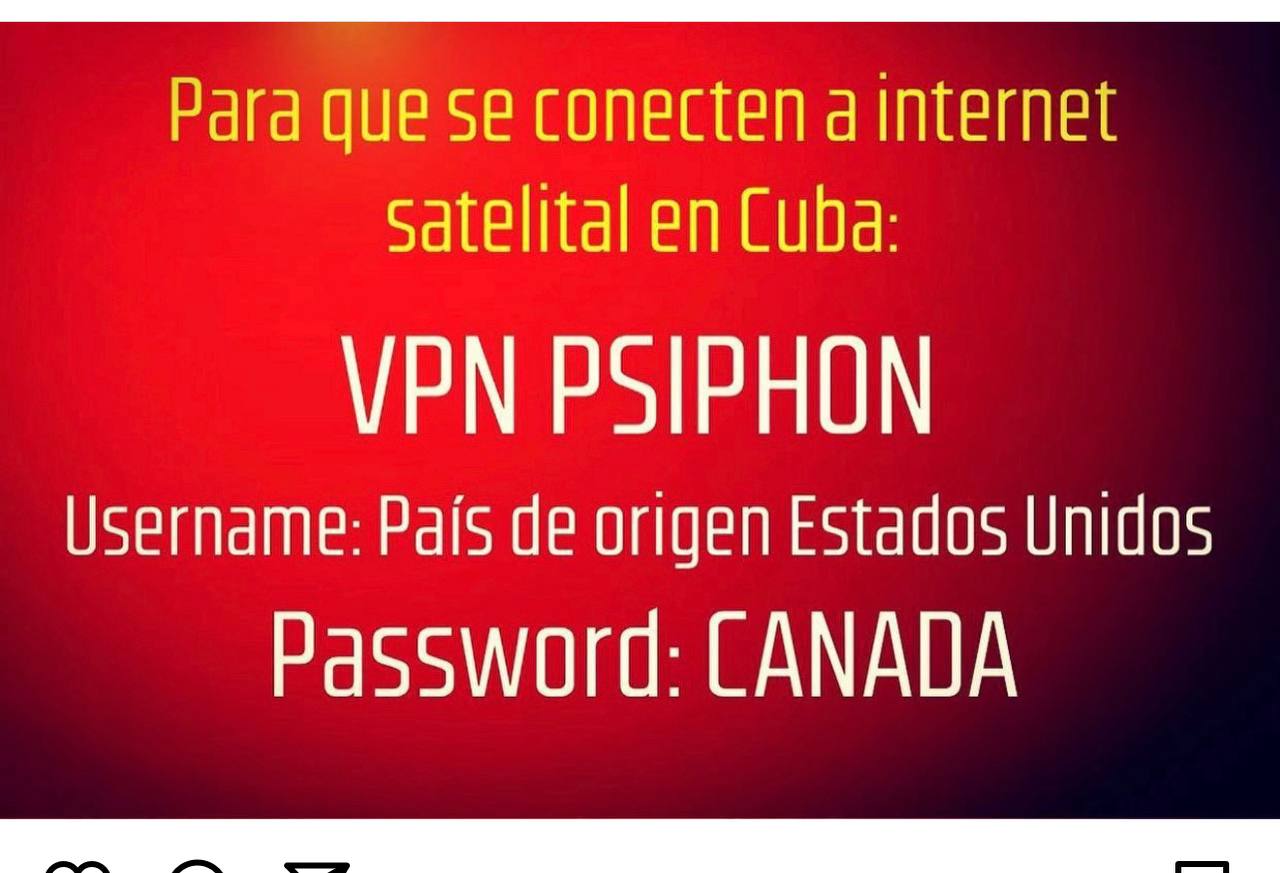 Para que se conecten a internet
satelital en Cuba:
VPN PSIPHON
Username: País de origen Estados Unidos
Password: CANADA